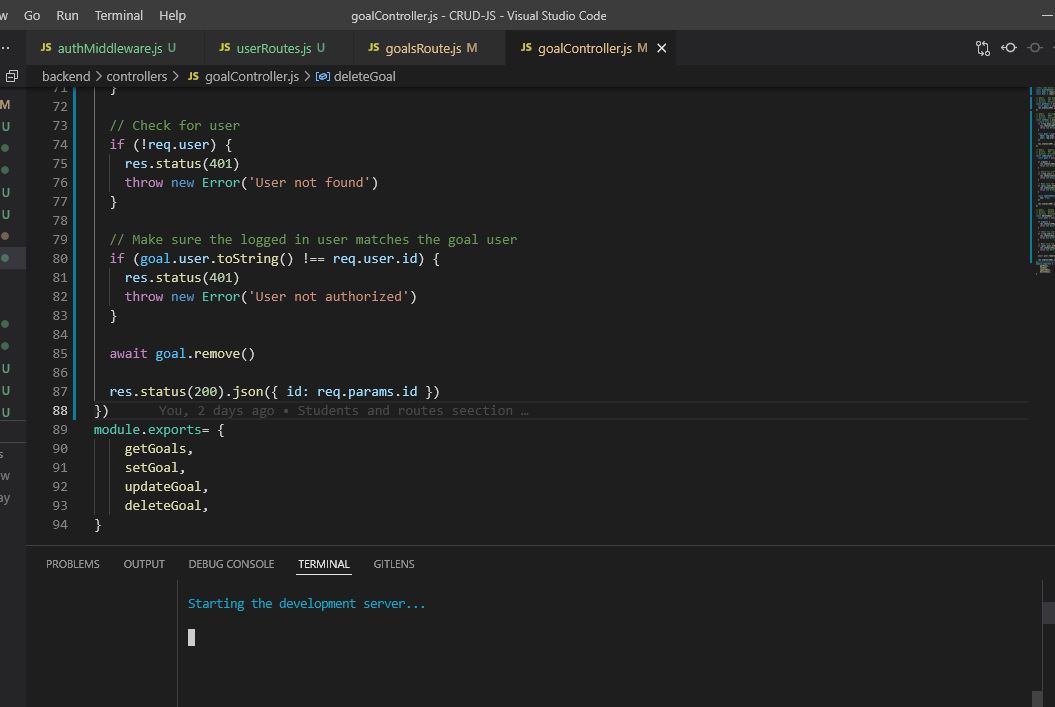 w Go Run Terminal Help goalController.js - CRUD-JS - Visual Studio Code
JS authMiddleware.js U JS userRoutes.js U JS goalsRoute.js M JS goalController.js M
backend > controllers > JS goalController.js > deleteGoal
71 }
72
73 // Check for user
74 if (!req.user) {
75 res.status(401)
76 throw new Error('User not found')
77 }
78
79 // Make sure the logged in user matches the goal user
80 if (goal.user.toString() !== req.user.id) {
81 res.status(401)
82 throw new Error('User not authorized')
83 }
84
85 await goal.remove()
86
87 res.status(200).json({ id: req.params.id })
88 }) You, 2 days ago • Students and routes seection …
89 module.exports= {
90 getGoals,
91 setGoal,
92 updateGoal,
93 deleteGoal,
94 }
M
U
U
U
U
U
U
s
w
ay
PROBLEMS OUTPUT DEBUG CONSOLE TERMINAL GITLENS
Starting the development server...